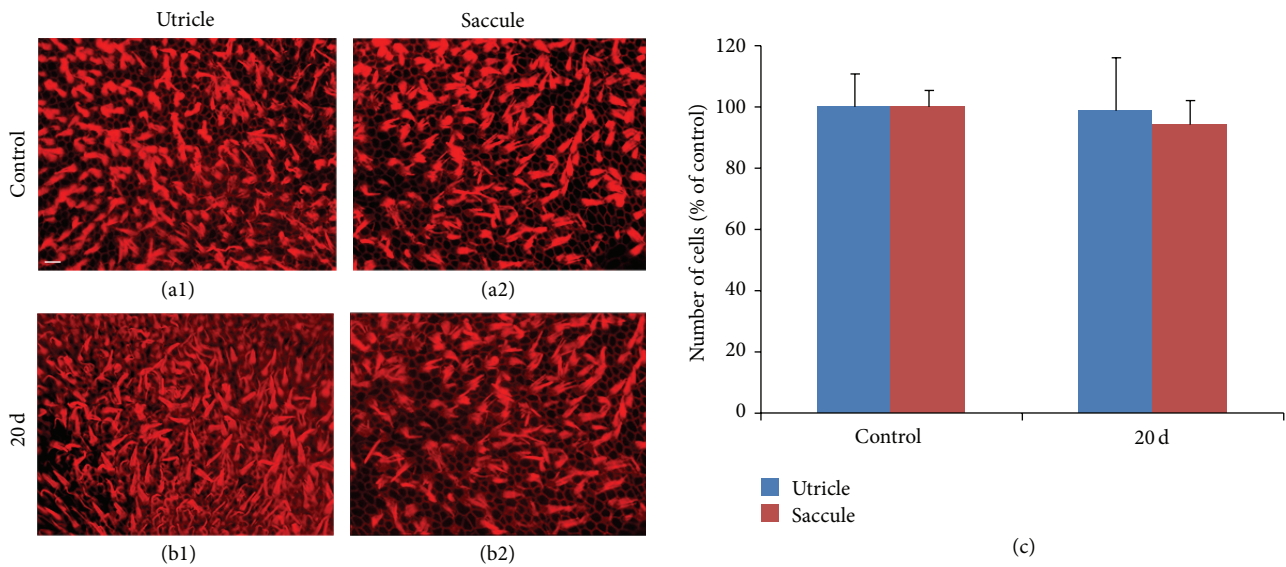 Utricle
Saccule
Control
(a1)
(a2)
20 d
(b1)
(b2)
Number of cells (% of control)
120
100
80
60
40
20
0
Control
20 d
Utricle
Saccule
(c)